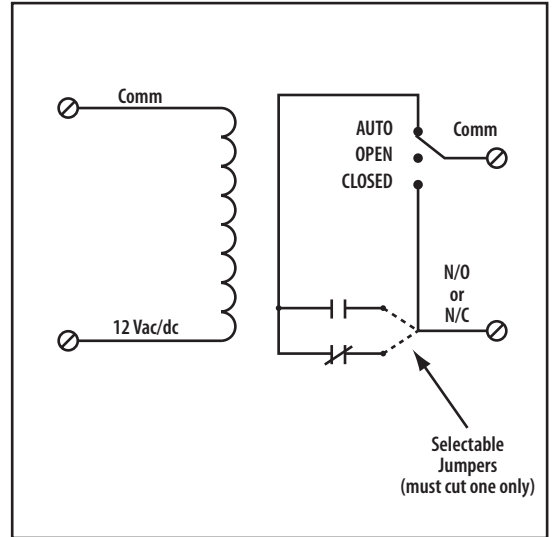 Comm
12 Vac/dc
AUTO
OPEN
CLOSED
Comm
N/O
or
N/C
Selectable
Jumpers
(must cut one only)